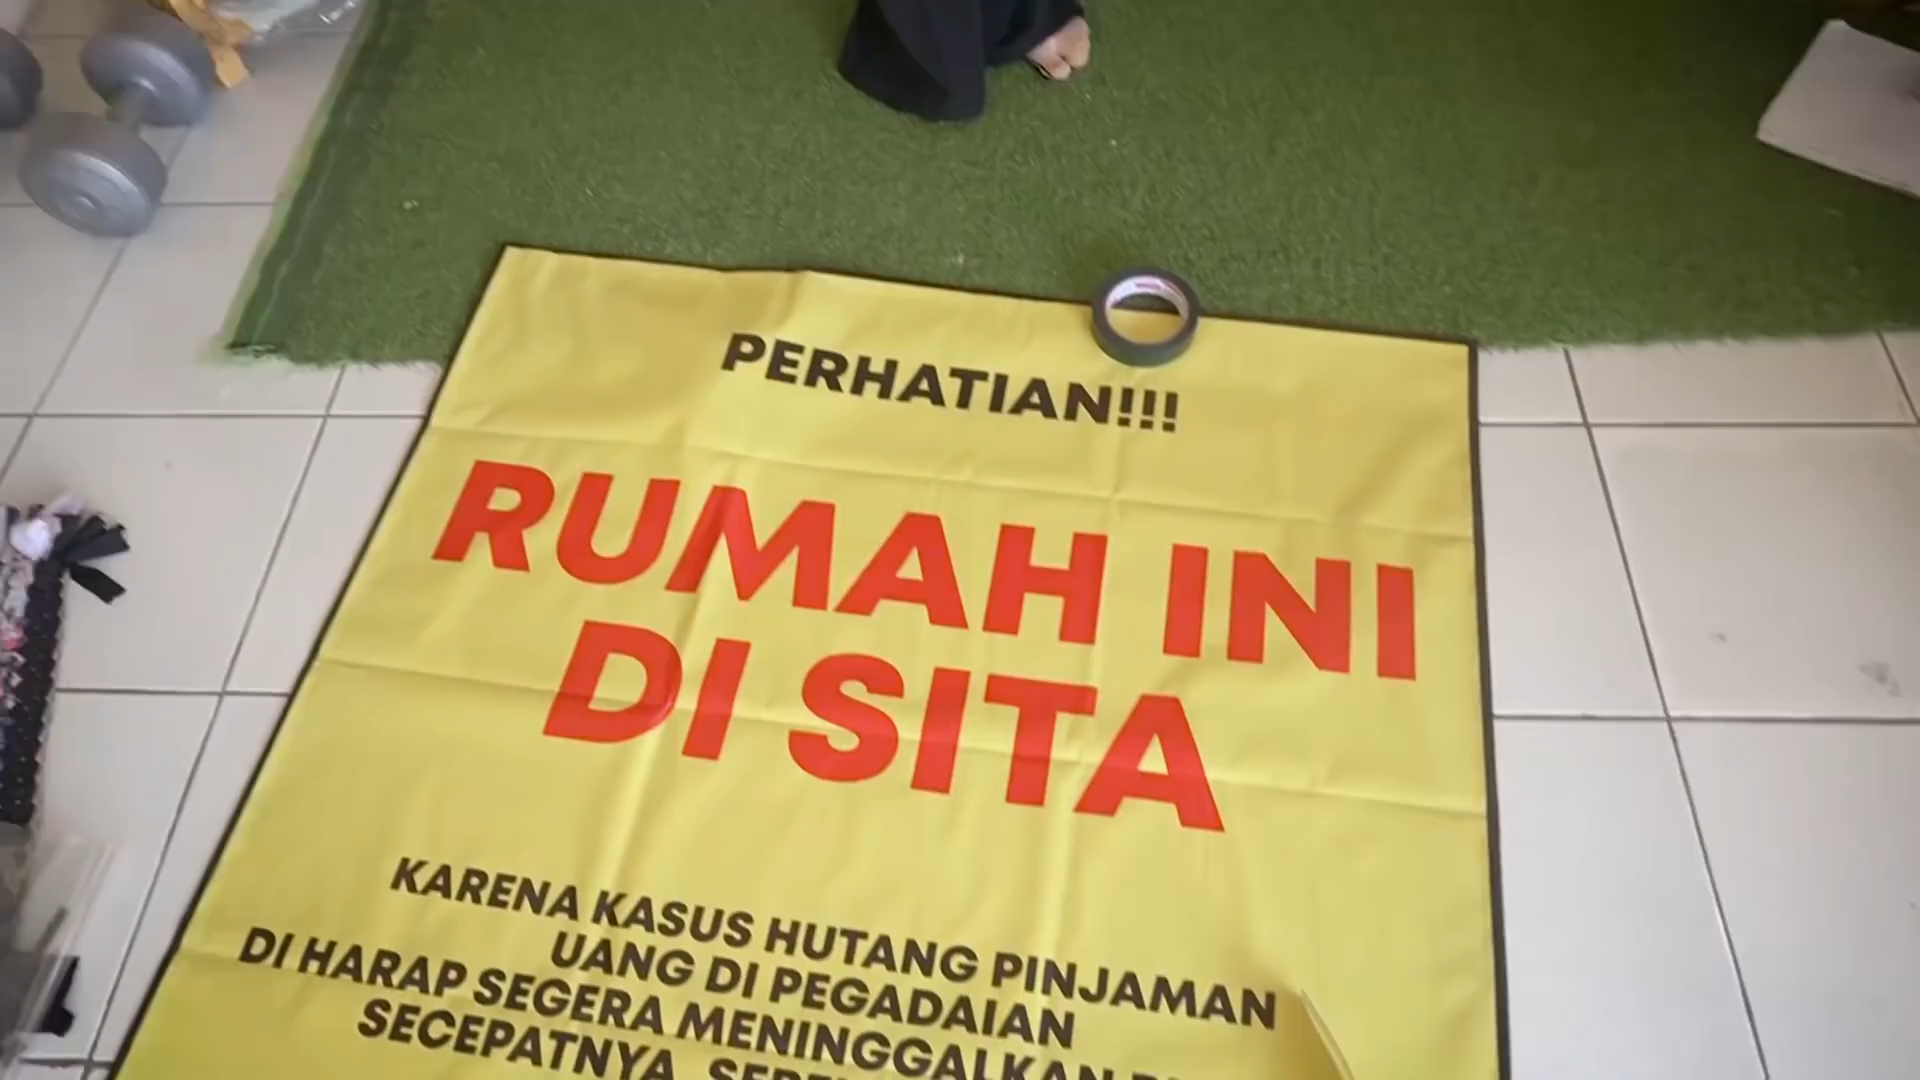 PERHATIAN!!!
RUMAH INI
DI SITA
KARENA KASUS HUTANG PINJAMAN
UANG DI PEGADAIAN
DI HARAP SEGERA MENINGGALKAN
SECEPATNYA